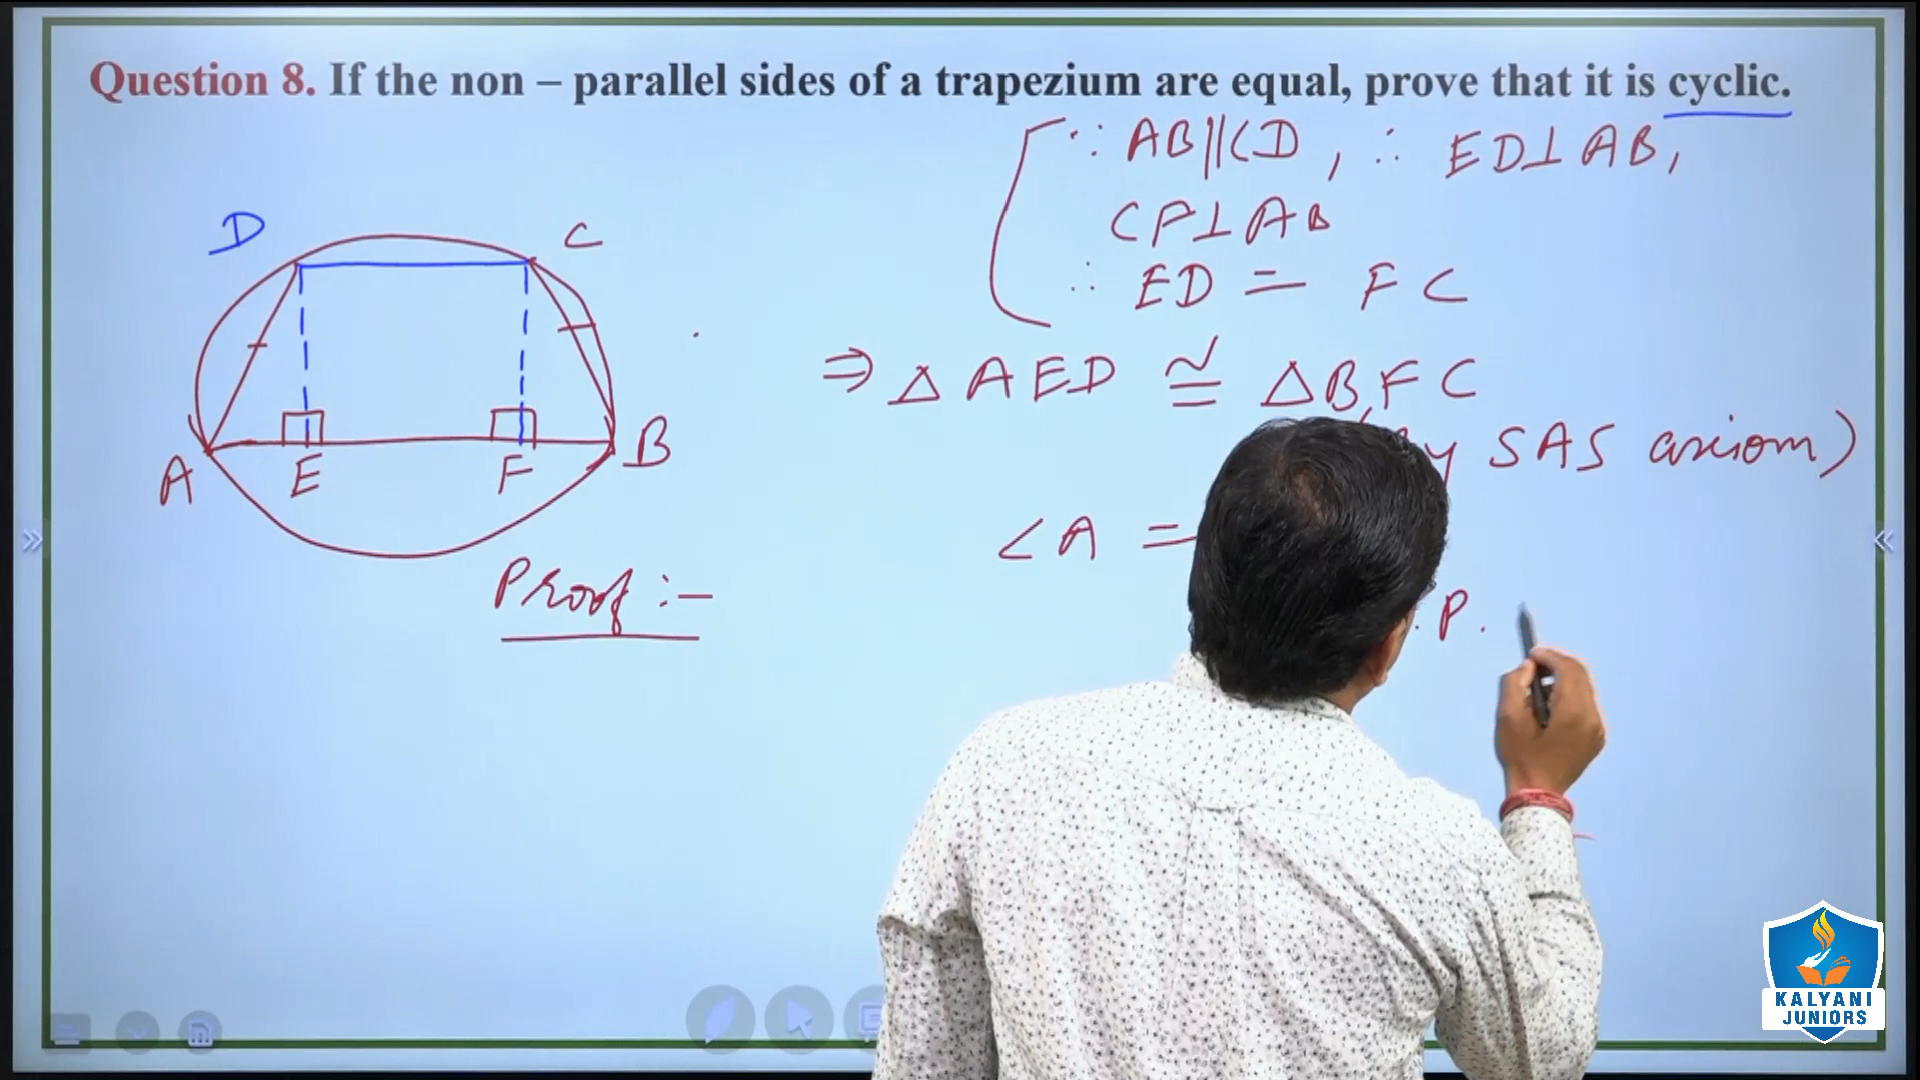 Question 8. If the non – parallel sides of a trapezium are equal, prove that it is cyclic.
∵ AB||CD, ∴ ED⊥AB,
CP⊥AB
∴ ED = FC
⇒ △AED ≅ △BFC
SAS axiom)
∠A =
.P.
D
C
A
E
F
B
Proof :-
KALYANI
JUNIORS